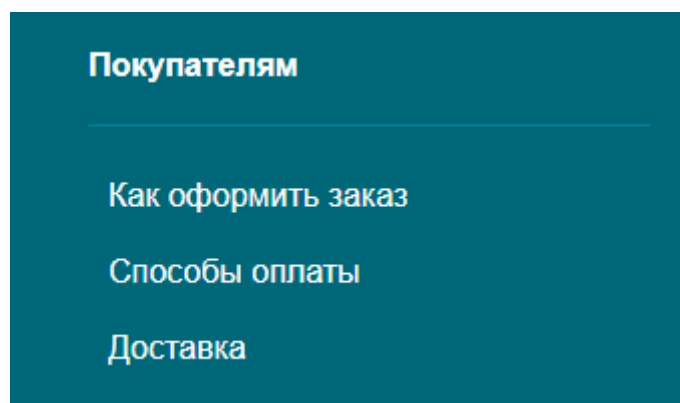 Покупателям
Как оформить заказ
Способы оплаты
Доставка